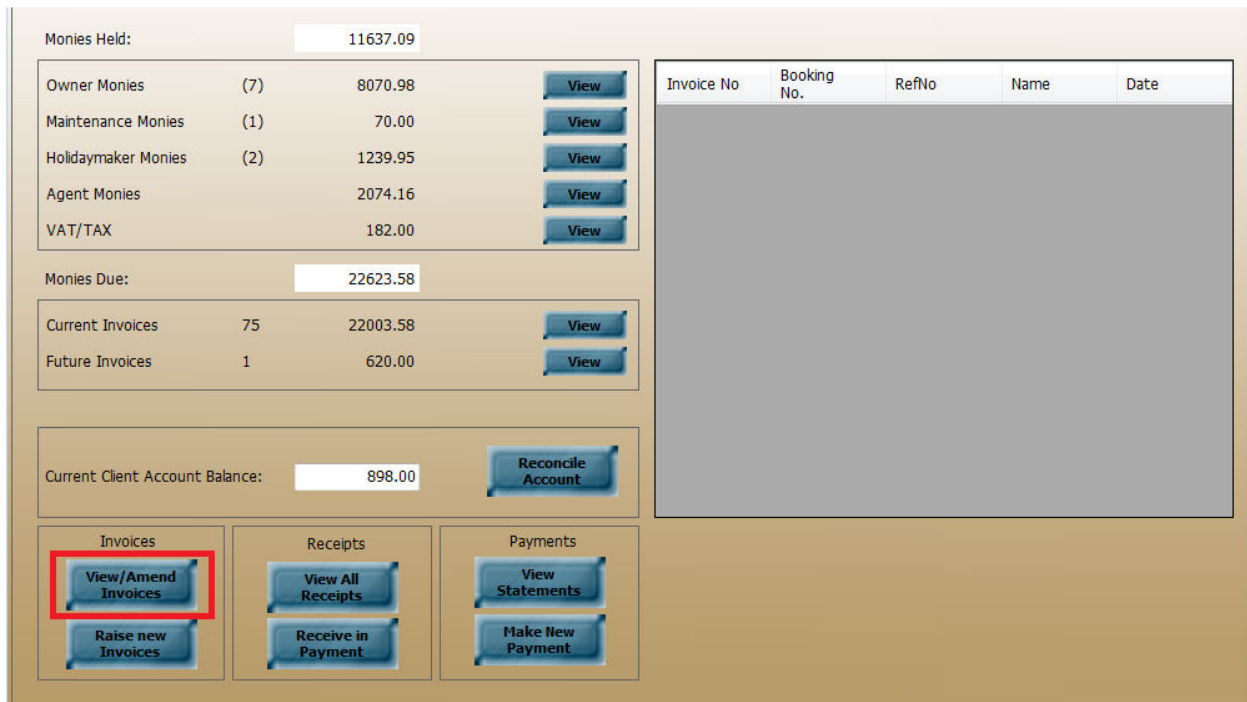 Monies Held: 11637.09
Owner Monies (7) 8070.98 View
Maintenance Monies (1) 70.00 View
Holidaymaker Monies (2) 1239.95 View
Agent Monies 2074.16 View
VAT/TAX 182.00 View
Monies Due: 22623.58
Current Invoices 75 22003.58 View
Future Invoices 1 620.00 View
Current Client Account Balance: 898.00
Reconcile
Account
Invoice No Booking No. RefNo Name Date
Invoices
View/Amend
Invoices
Raise new
Invoices
Receipts
View All
Receipts
Receive in
Payment
Payments
View
Statements
Make New
Payment